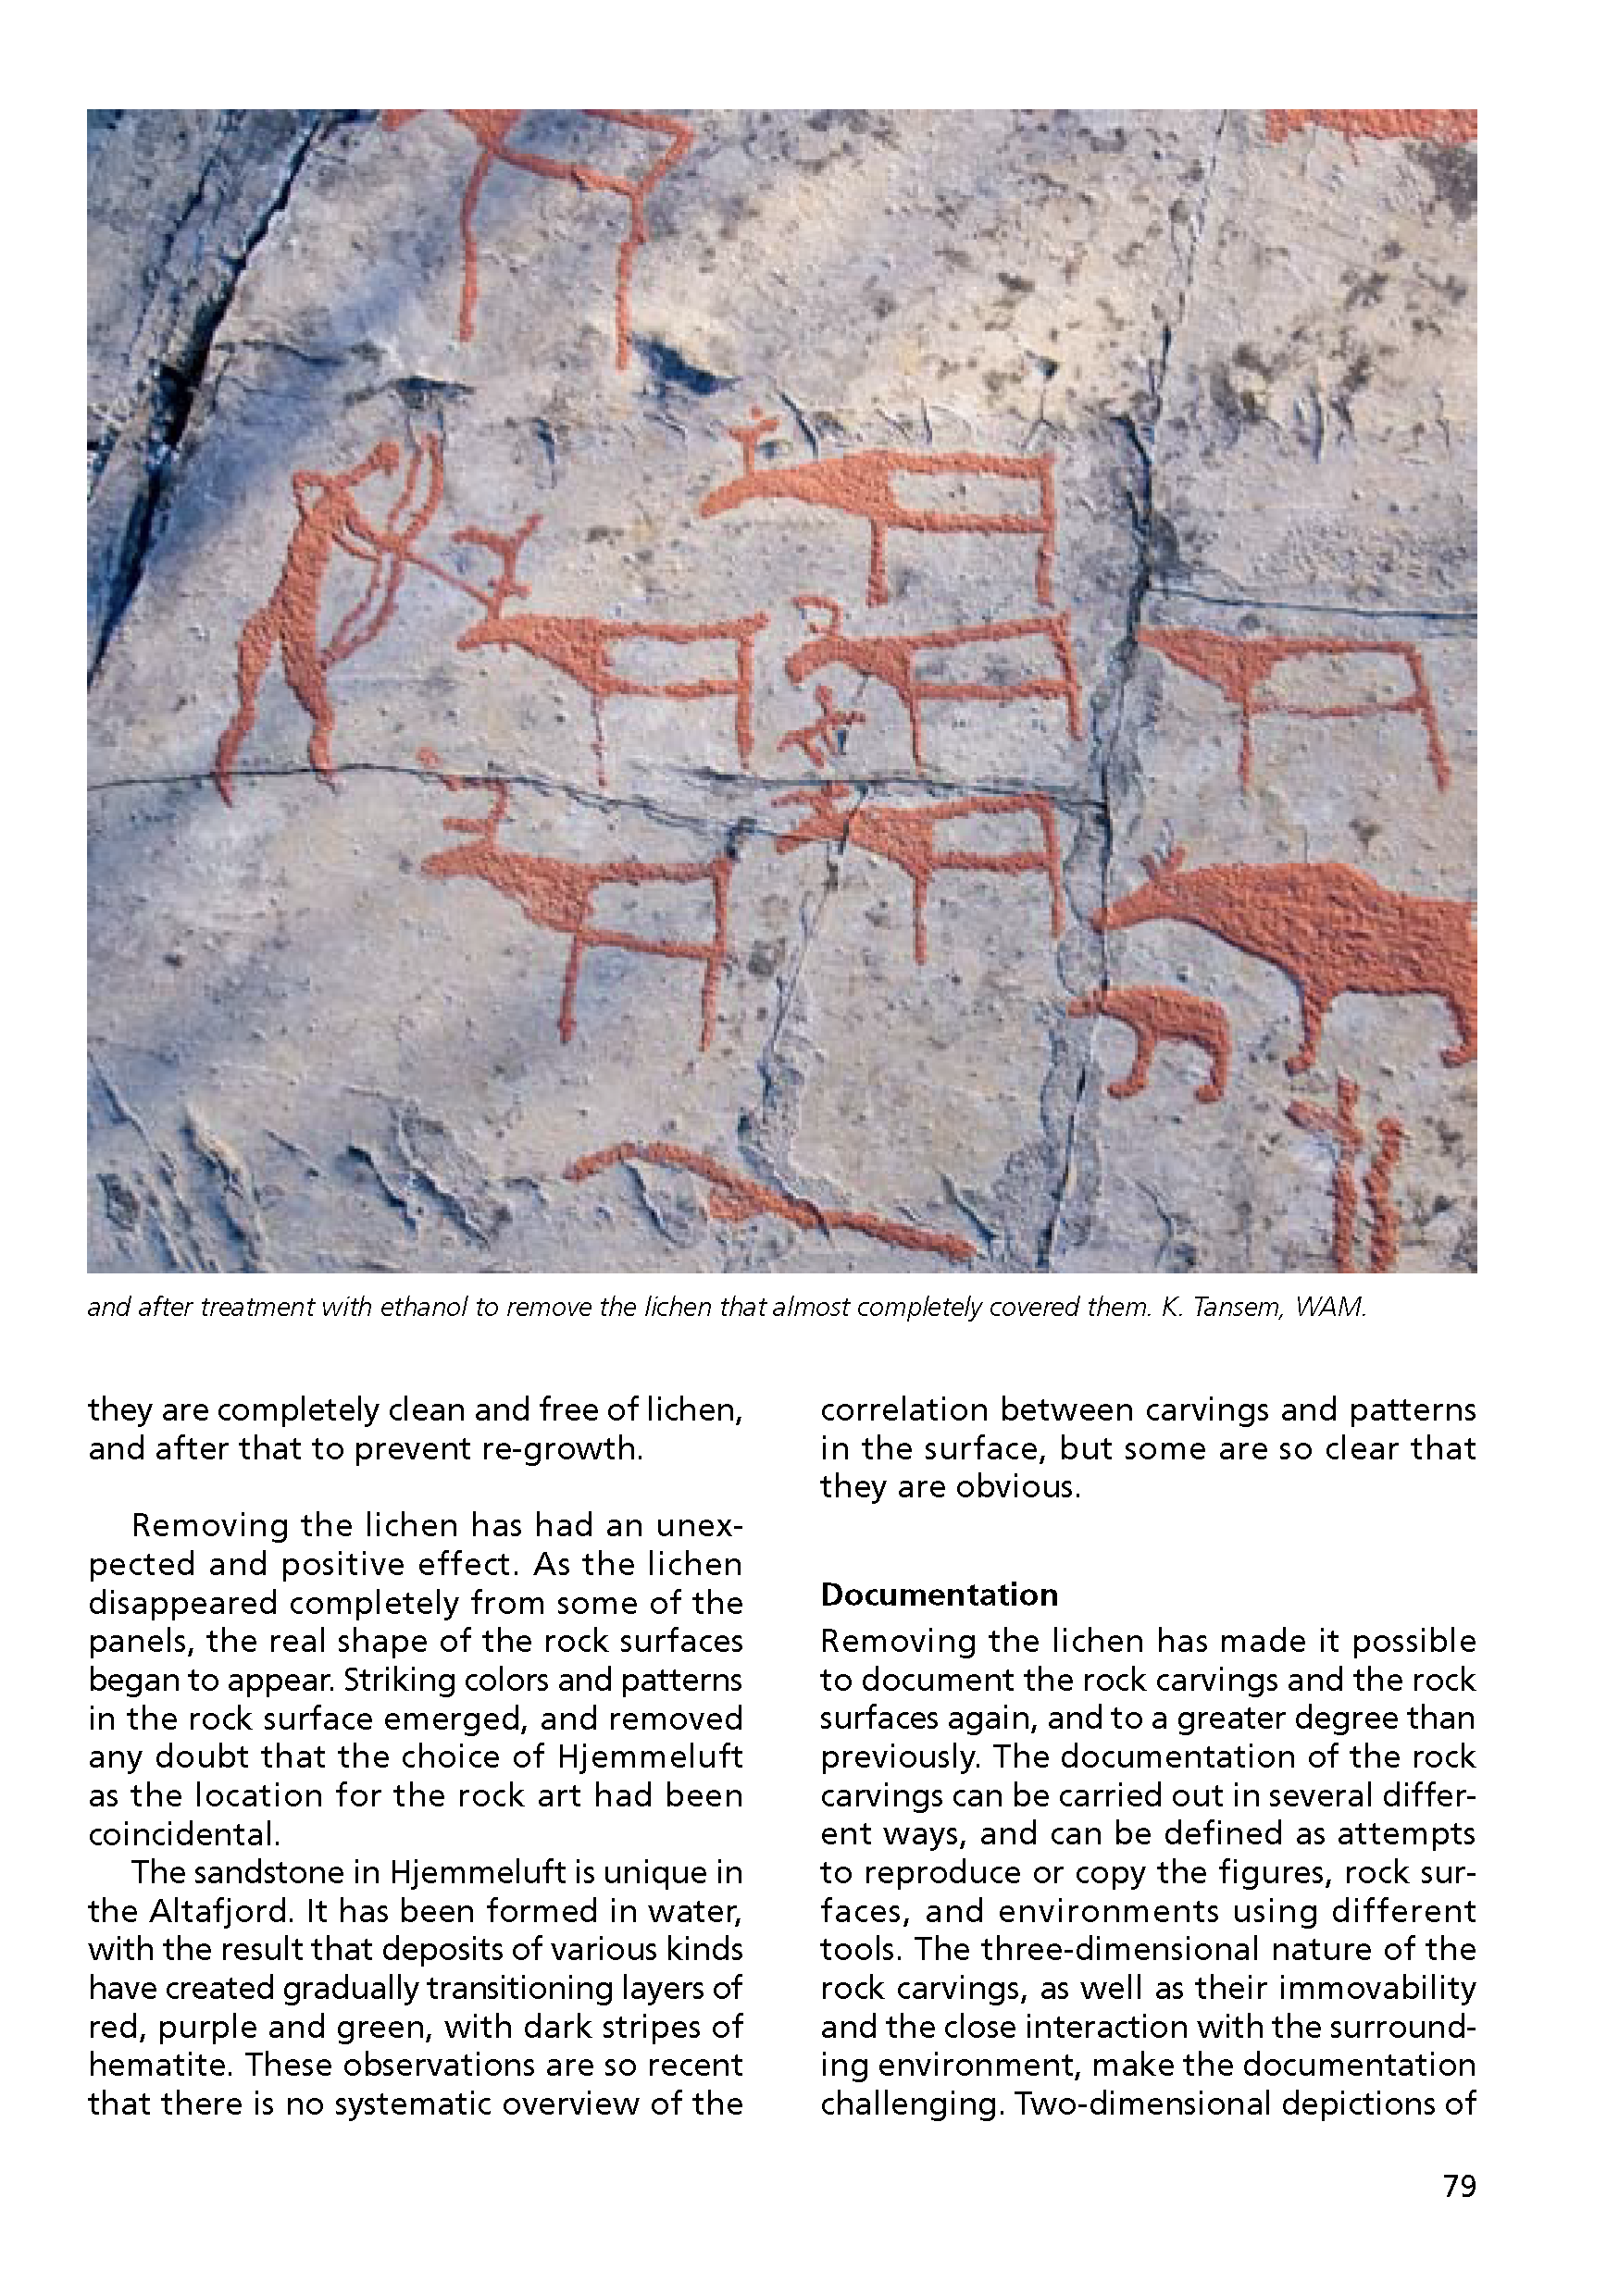 and after treatment with ethanol to remove the lichen that almost completely covered them. K. Tansem, WAM.
they are completely clean and free of lichen,
and after that to prevent re-growth.
Removing the lichen has had an unex-
pected and positive effect. As the lichen
disappeared completely from some of the
panels, the real shape of the rock surfaces
began to appear. Striking colors and patterns
in the rock surface emerged, and removed
any doubt that the choice of Hjemmeluft
as the location for the rock art had been
coincidental.
The sandstone in Hjemmeluft is unique in
the Altafjord. It has been formed in water,
with the result that deposits of various kinds
have created gradually transitioning layers of
red, purple and green, with dark stripes of
hematite. These observations are so recent
that there is no systematic overview of the
correlation between carvings and patterns
in the surface, but some are so clear that
they are obvious.
Documentation
Removing the lichen has made it possible
to document the rock carvings and the rock
surfaces again, and to a greater degree than
previously. The documentation of the rock
carvings can be carried out in several differ-
ent ways, and can be defined as attempts
to reproduce or copy the figures, rock sur-
faces, and environments using different
tools. The three-dimensional nature of the
rock carvings, as well as their immovability
and the close interaction with the surround-
ing environment, make the documentation
challenging. Two-dimensional depictions of
79